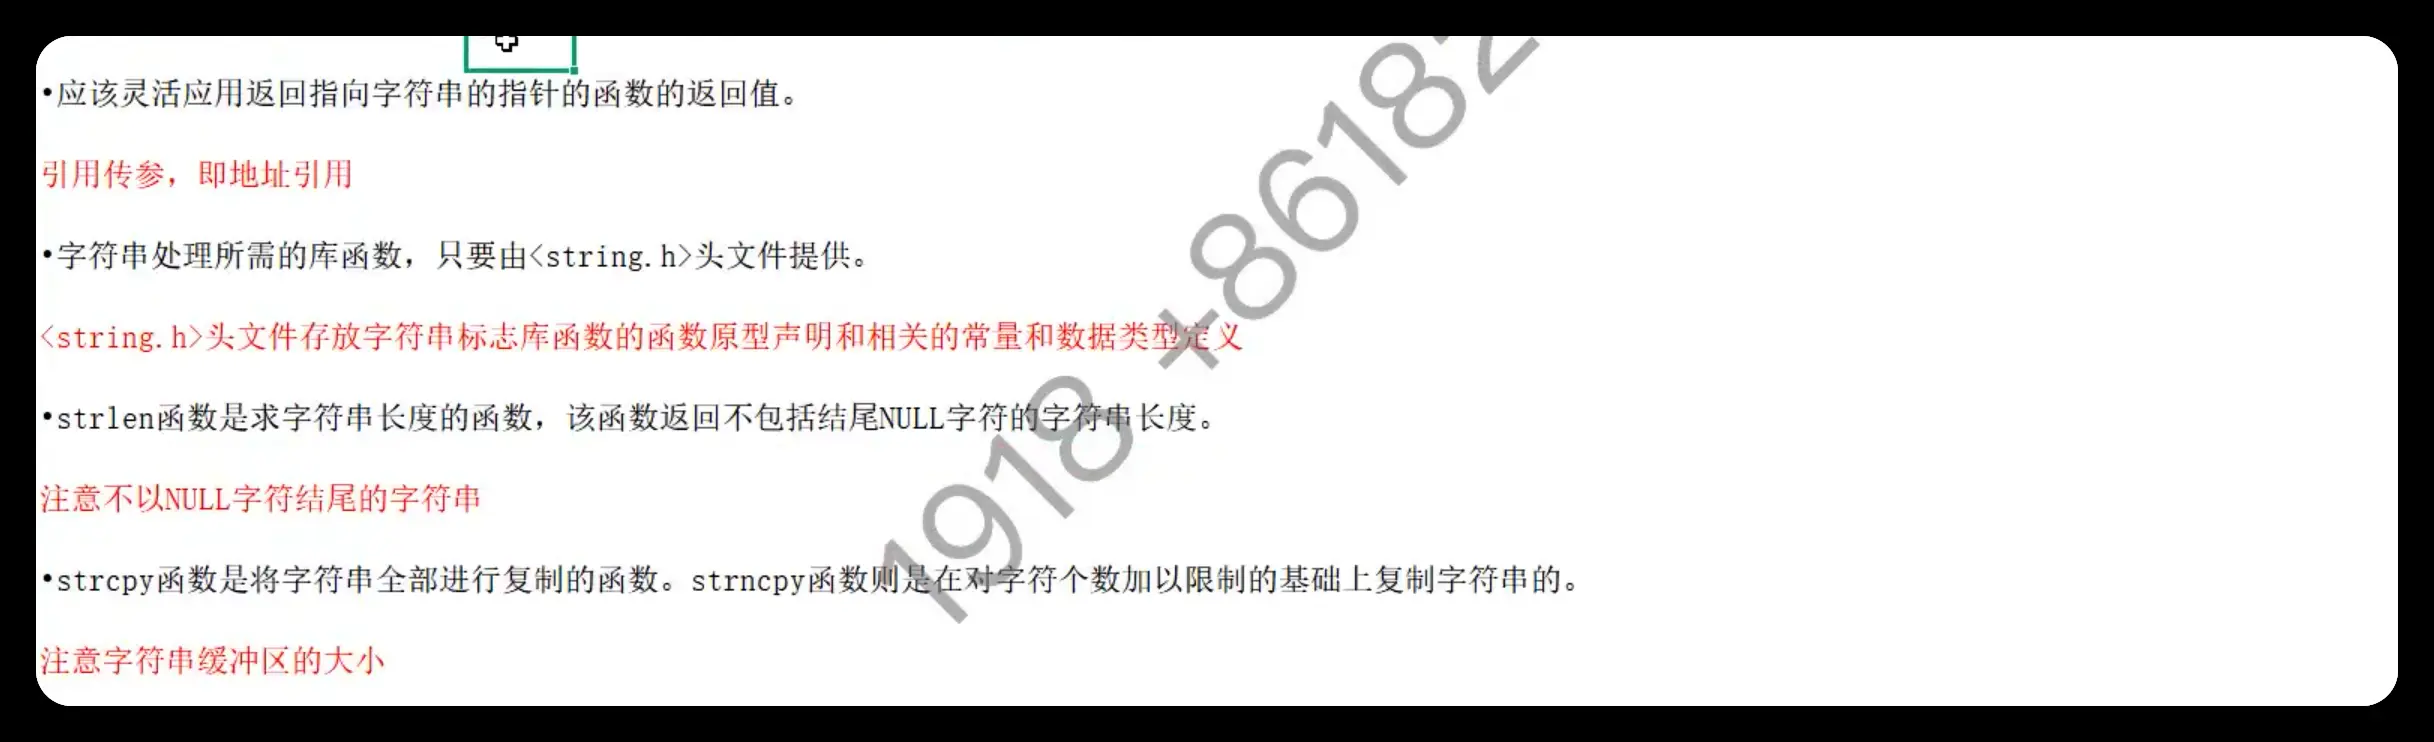 •应该灵活应用返回指向字符串的指针的函数的返回值。
引用传参，即地址引用
•字符串处理所需的库函数，只要由<string.h>头文件提供。
<string.h>头文件存放字符串标志库函数的函数原型声明和相关的常量和数据类型定义
•strlen函数是求字符串长度的函数，该函数返回不包括结尾NULL字符的字符串长度。
注意不以NULL字符结尾的字符串
•strcpy函数是将字符串全部进行复制的函数。strncpy函数则是在对字符个数加以限制的基础上复制字符串的。
注意字符串缓冲区的大小
1918 +86182